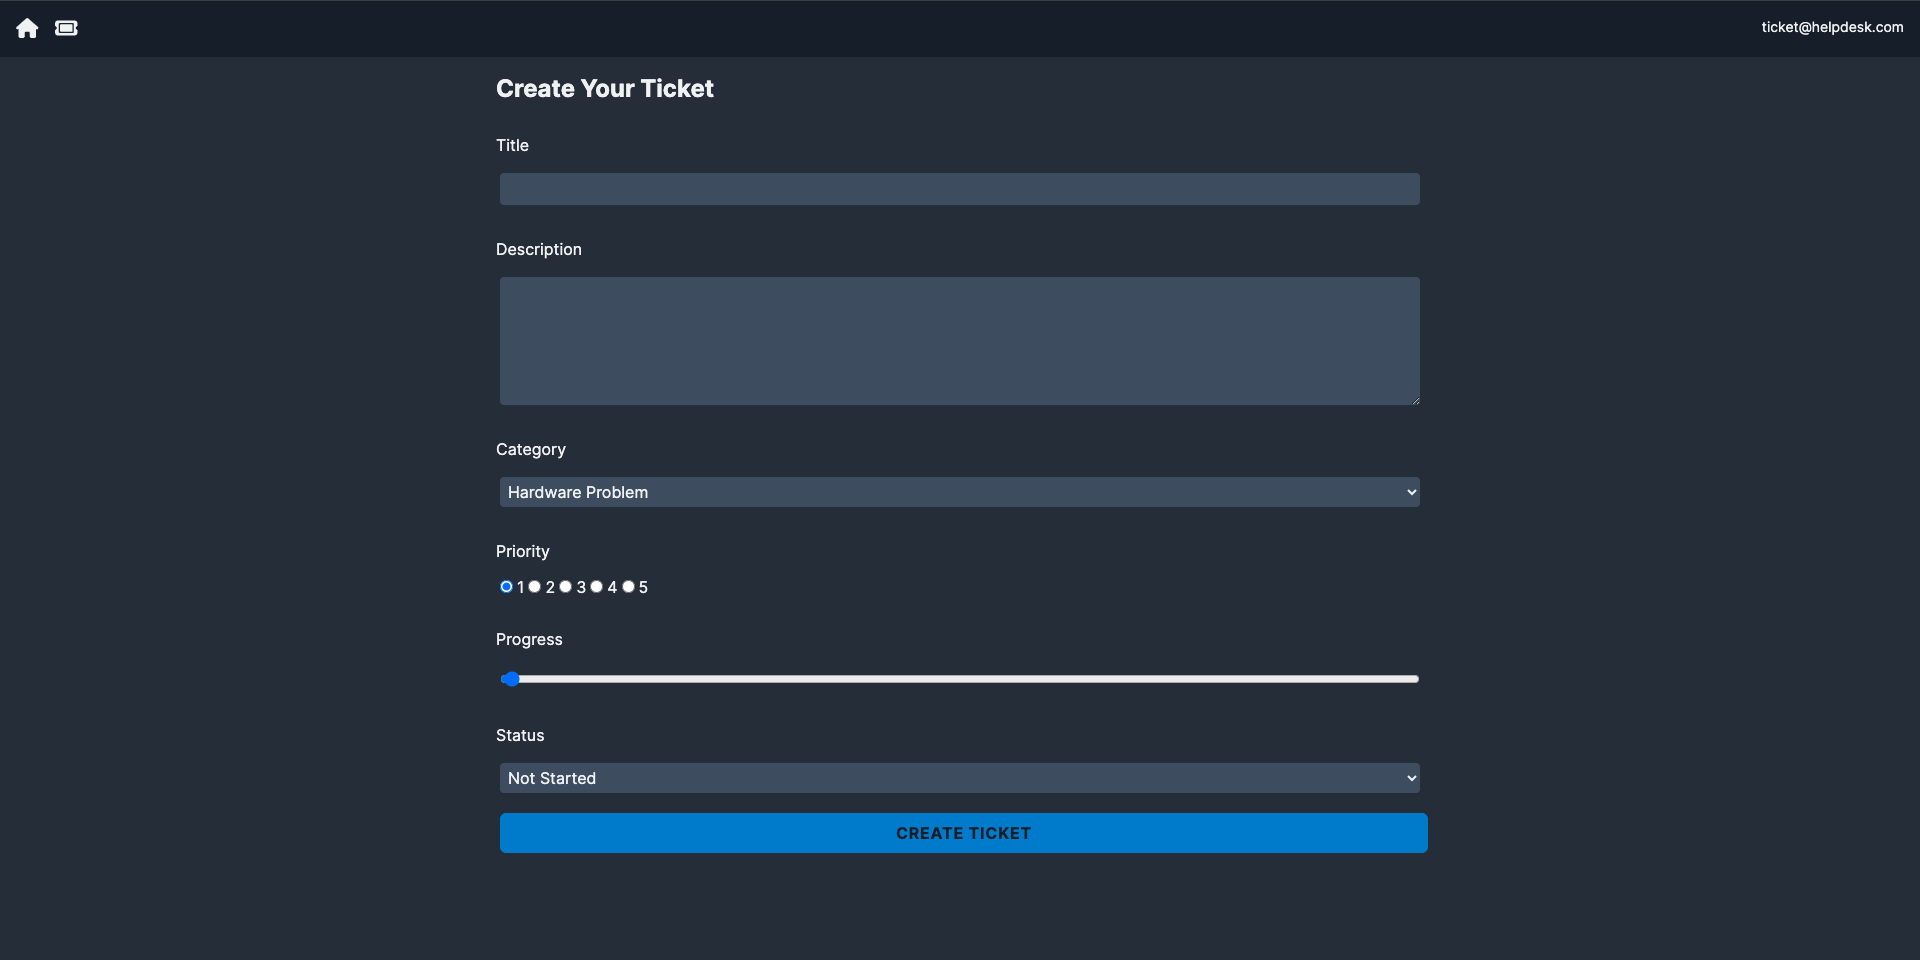 ticket@helpdesk.com
Create Your Ticket
Title
Description
Category
Hardware Problem
Priority
1 2 3 4 5
Progress
Status
Not Started
CREATE TICKET